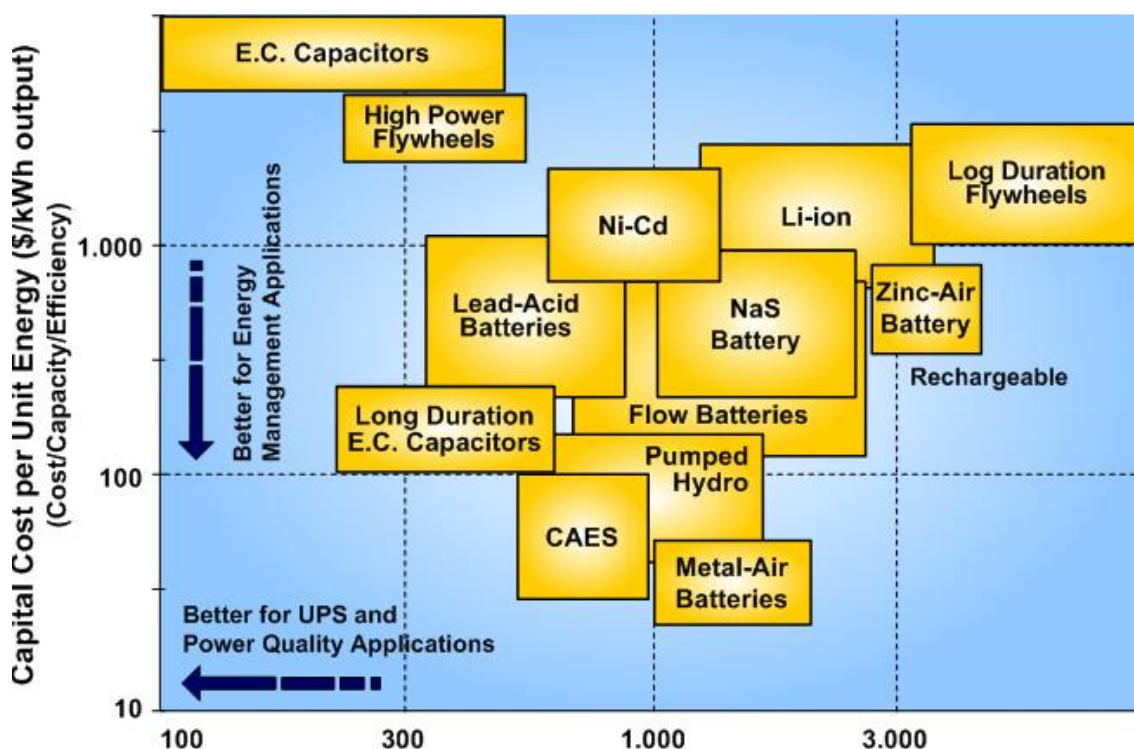 Capital Cost per Unit Energy ($/kWh output)
(Cost/Capacity/Efficiency)
E.C. Capacitors
High Power
Flywheels
Log Duration
Flywheels
Ni-Cd
Li-ion
1.000
Better for Energy
Management Applications
Lead-Acid
Batteries
NaS
Battery
Zinc-Air
Battery
Rechargeable
Long Duration
E.C. Capacitors
Flow Batteries
Pumped
Hydro
100
CAES
Metal-Air
Batteries
Better for UPS and
Power Quality Applications
10
100
300
1.000
3.000